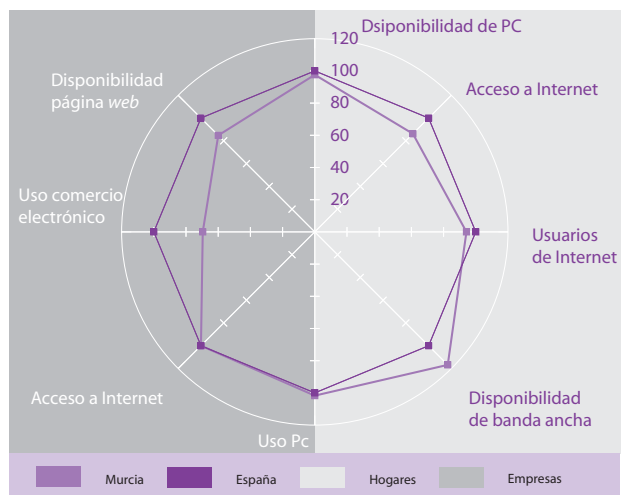 Dsiponibilidad de PC
120
100
80
60
40
20
Acceso a Internet
Usuarios
de Internet
Disponibilidad
de banda ancha
Uso Pc
Acceso a Internet
Uso comercio
electrónico
Disponibilidad
página web
Murcia
España
Hogares
Empresas